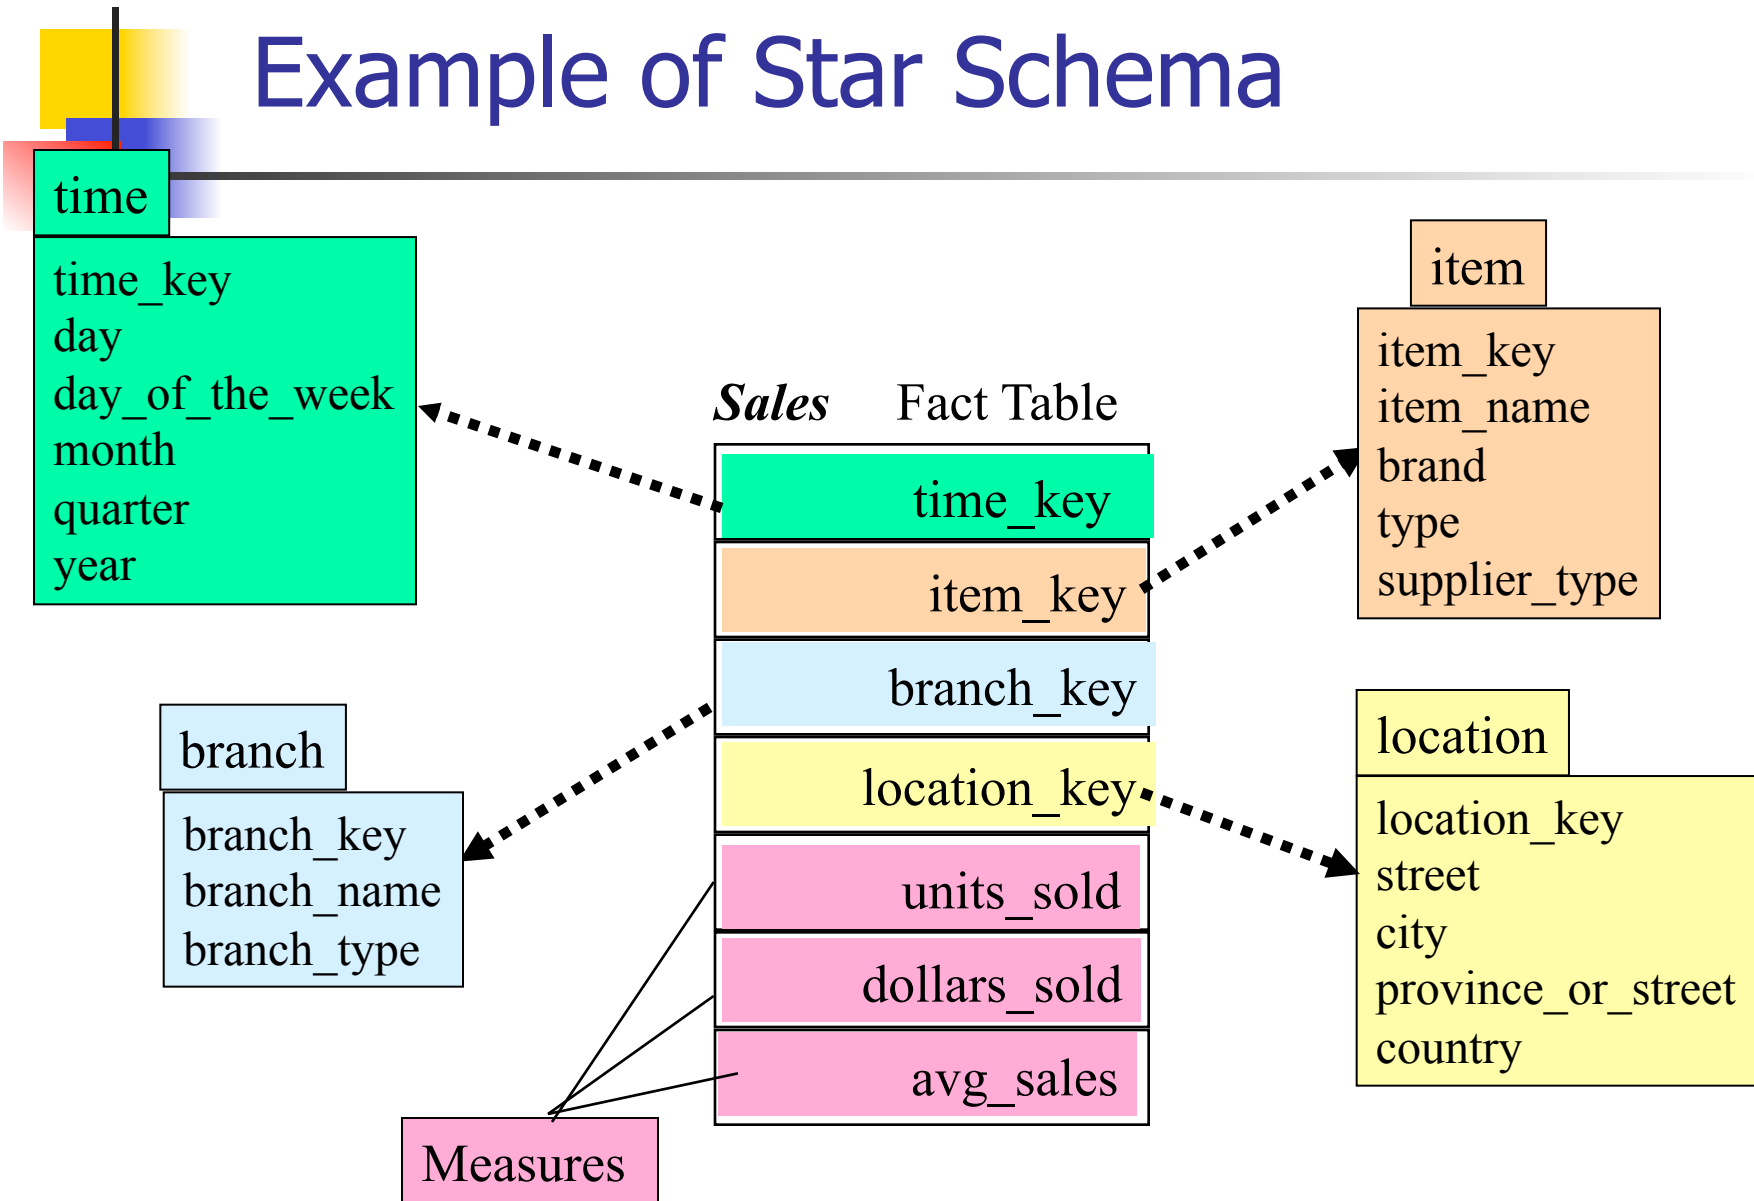 Example of Star Schema
time
time_key
day
day_of_the_week
month
quarter
year
item
item_key
item_name
brand
type
supplier_type
Sales Fact Table
time_key
item_key
branch_key
location_key
units_sold
dollars_sold
avg_sales
branch
branch_key
branch_name
branch_type
location
location_key
street
city
province_or_street
country
Measures